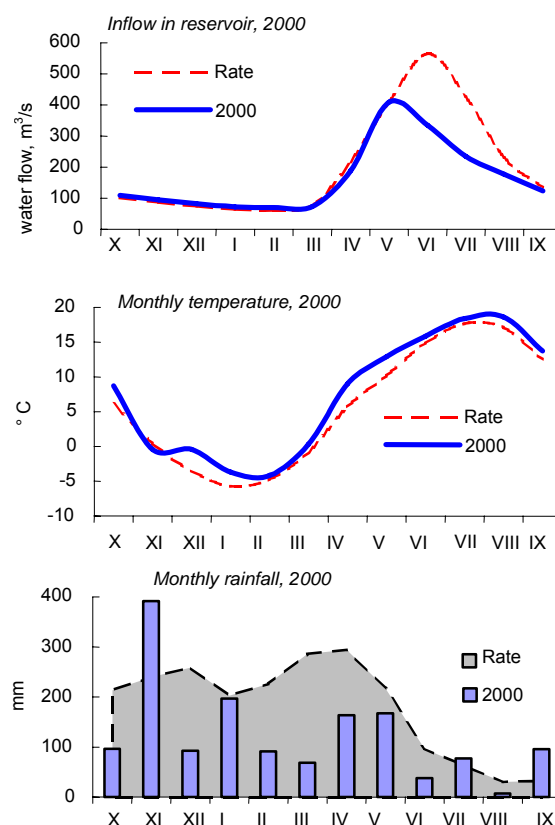 Inflow in reservoir, 2000
600
500
400
300
200
100
0
water flow, m³/s
Rate
2000
X XI XII I II III IV V VI VII VIII IX
Monthly temperature, 2000
20
15
10
5
0
-5
-10
° C
Rate
2000
X XI XII I II III IV V VI VII VIII IX
Monthly rainfall, 2000
400
300
200
100
0
mm
Rate
2000
X XI XII I II III IV V VI VII VIII IX